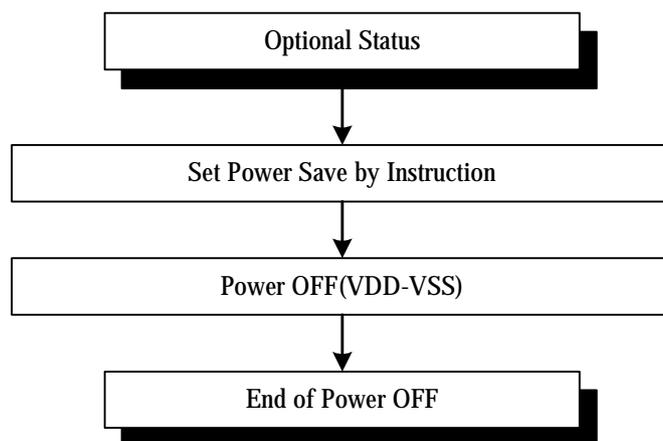 Optional Status
Set Power Save by Instruction
Power OFF(VDD-VSS)
End of Power OFF